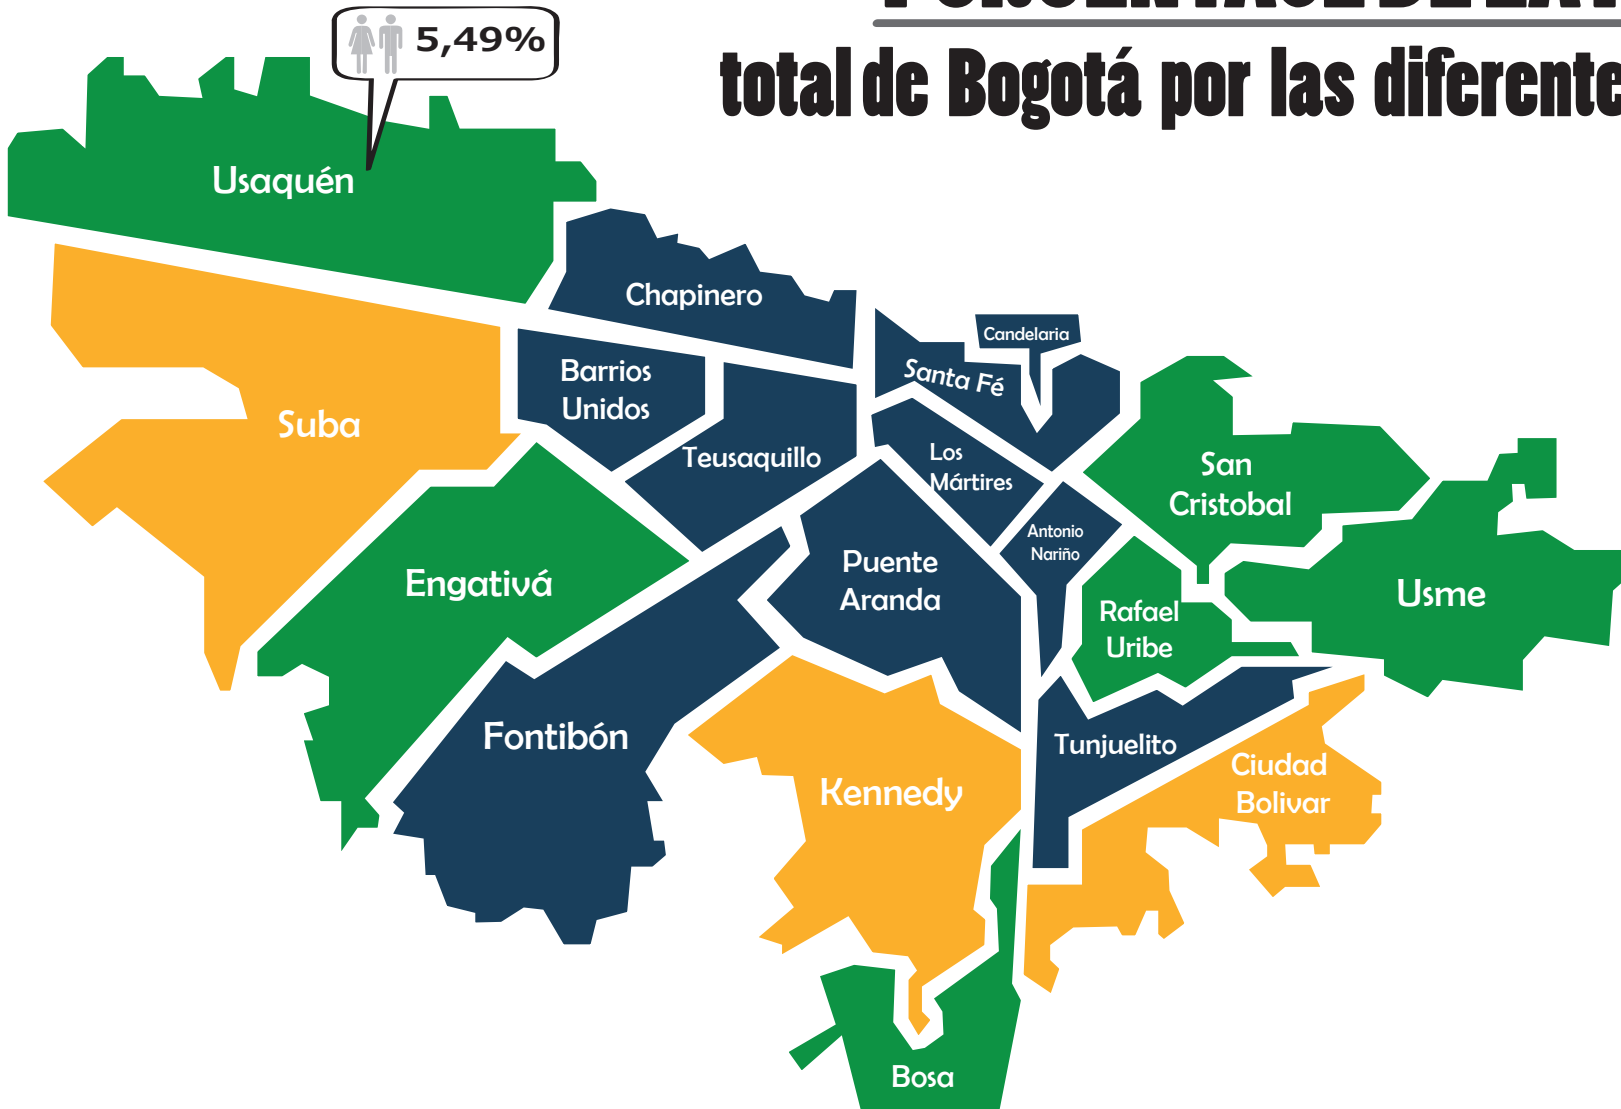 5,49%
total de Bogotá por las diferente
Usaquén
Chapinero
Candelaria
Santa Fé
Barrios
Unidos
Suba
Teusaquillo
Los
Mártires
San
Cristobal
Antonio
Nariño
Puente
Aranda
Engativá
Usme
Rafael
Uribe
Fontibón
Tunjuelito
Ciudad
Bolivar
Kennedy
Bosa